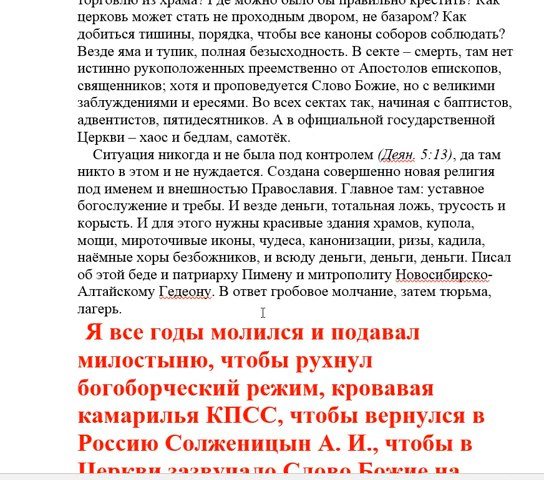 торговлю из храма? Где можно было бы правильно крестить? Как
церковь может стать не проходным двором, не базаром? Как
добиться тишины, порядка, чтобы все каноны соборов соблюдать?
Везде яма и тупик, полная безысходность. В секте – смерть, там нет
истинно рукоположенных преемственно от Апостолов епископов,
священников; хотя и проповедуется Слово Божие, но с великими
заблуждениями и ересями. Во всех сектах так, начиная с баптистов,
адвентистов, пятидесятников. А в официальной государственной
Церкви – хаос и бедлам, самотёк.
Ситуация никогда и не была под контролем (Деян. 5:13), да там
никто в этом и не нуждается. Создана совершенно новая религия
под именем и внешностью Православия. Главное там: уставное
богослужение и требы. И везде деньги, тотальная ложь, трусость и
корысть. И для этого нужны красивые здания храмов, купола,
мощи, мироточивые иконы, чудеса, канонизации, ризы, кадила,
наёмные хоры безбожников, и всюду деньги, деньги, деньги. Писал
об этой беде и патриарху Пимену и митрополиту Новосибирско-
Алтайскому Гедеону. В ответ гробовое молчание, затем тюрьма,
лагерь.
Я все годы молился и подавал
милостыню, чтобы рухнул
богоборческий режим, кровавая
камарилья КПСС, чтобы вернулся в
Россию Солженицын А. И., чтобы в
Церкви зазвучало Слово Божие на